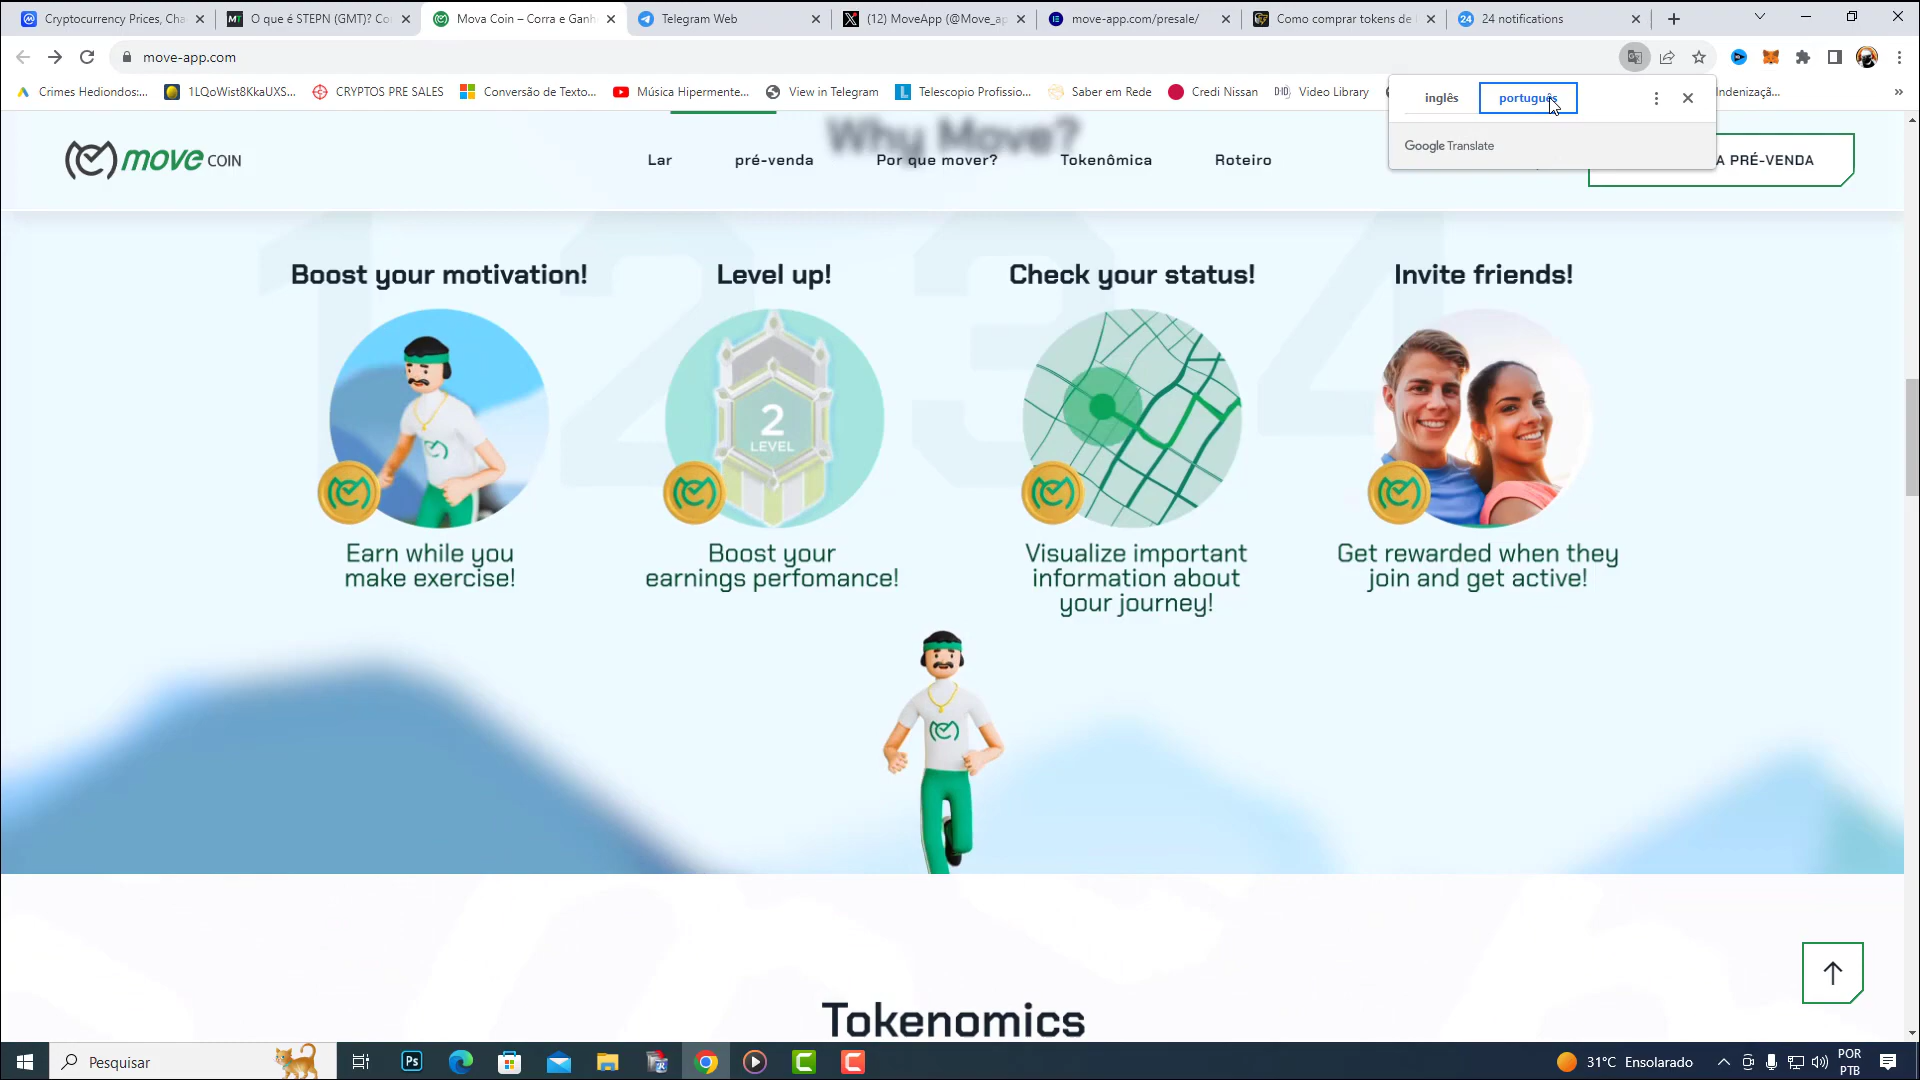 Cryptocurrency Prices, Cha
O que é STEPN (GMT)? Co
Mova Coin – Corra e Ganh
Telegram Web
(12) MoveApp (@Move_ap
move-app.com/presale/
Como comprar tokens de
24 notifications
move-app.com
Crimes Hediondos:...
1LQoWist8KkaUXS...
CRYPTOS PRE SALES
Conversão de Texto...
Música Hipermente...
View in Telegram
Telescopio Profissio...
Saber em Rede
Credi Nissan
Video Library
Indenizaçã...
inglês
português
Google Translate
Why Move?
move COIN
Lar
pré-venda
Por que mover?
Tokenômica
Roteiro
A PRÉ-VENDA
1 2 3 4
Boost your motivation!
Level up!
Check your status!
Invite friends!
2
LEVEL
Earn while you
make exercise!
Boost your
earnings perfomance!
Visualize important
information about
your journey!
Get rewarded when they
join and get active!
Tokenomics
Pesquisar
31°C Ensolarado
POR
PTB